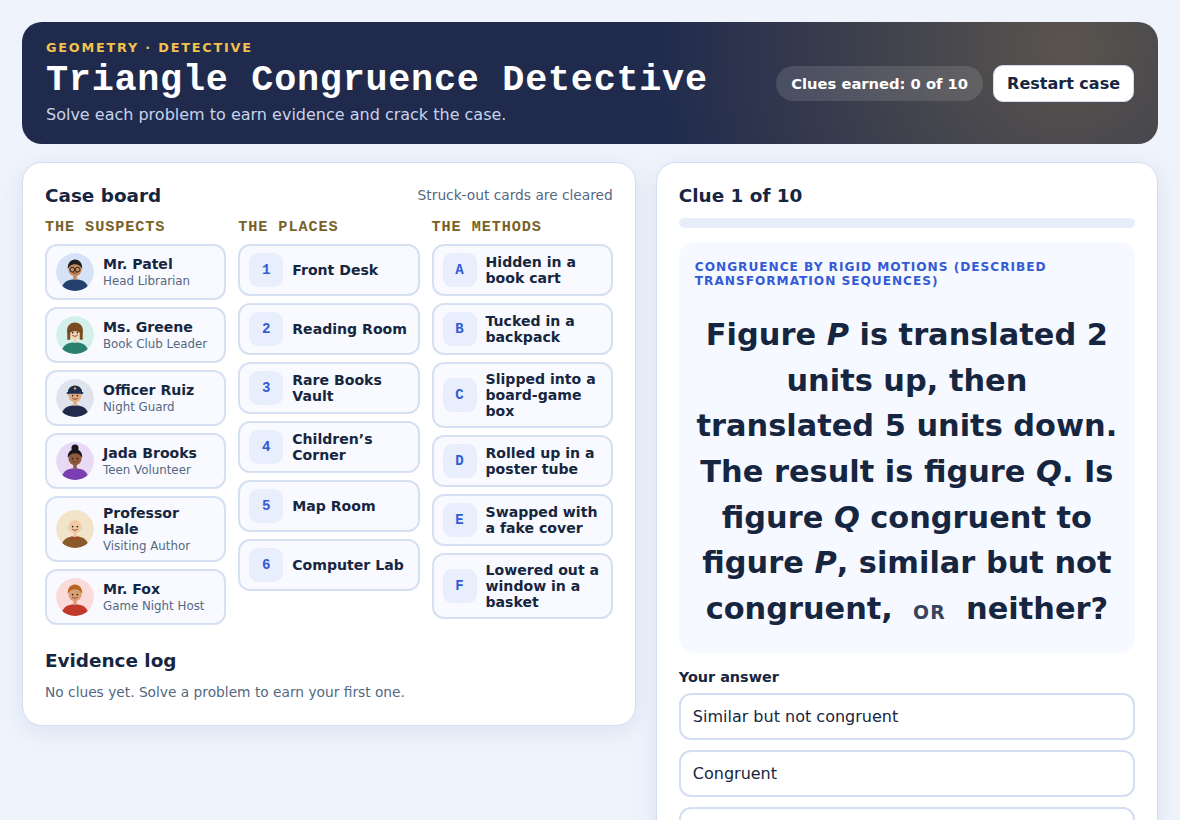 GEOMETRY · DETECTIVE
Triangle Congruence Detective
Solve each problem to earn evidence and crack the case.
Clues earned: 0 of 10
Restart case
Case board
Struck-out cards are cleared
THE SUSPECTS
Mr. Patel
Head Librarian
Ms. Greene
Book Club Leader
Officer Ruiz
Night Guard
Jada Brooks
Teen Volunteer
Professor
Hale
Visiting Author
Mr. Fox
Game Night Host
THE PLACES
1 Front Desk
2 Reading Room
3 Rare Books
Vault
4 Children’s
Corner
5 Map Room
6 Computer Lab
THE METHODS
A Hidden in a
book cart
B Tucked in a
backpack
C Slipped into a
board-game
box
D Rolled up in a
poster tube
E Swapped with
a fake cover
F Lowered out a
window in a
basket
Evidence log
No clues yet. Solve a problem to earn your first one.
Clue 1 of 10
CONGRUENCE BY RIGID MOTIONS (DESCRIBED
TRANSFORMATION SEQUENCES)
Figure P is translated 2
units up, then
translated 5 units down.
The result is figure Q. Is
figure Q congruent to
figure P, similar but not
congruent, OR neither?
Your answer
Similar but not congruent
Congruent